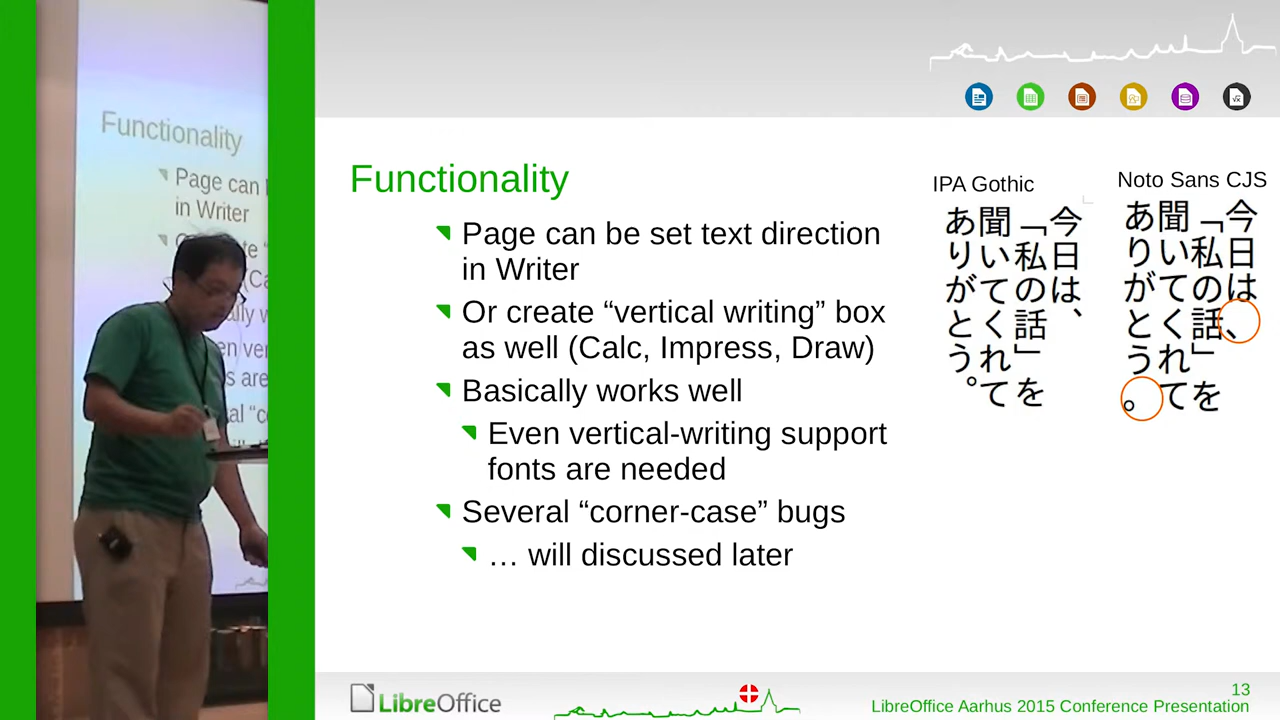 Functionality
Page can
in Writer
Functionality
Page can be set text direction
in Writer
Or create “vertical writing” box
as well (Calc, Impress, Draw)
Basically works well
Even vertical-writing support
fonts are needed
Several “corner-case” bugs
… will discussed later
IPA Gothic
今日は、
「私の話」を
聞いてくれて
ありがとう。
Noto Sans CJS
今日は、
「私の話」を
聞いてくれて
ありがとう。
LibreOffice
13
LibreOffice Aarhus 2015 Conference Presentation